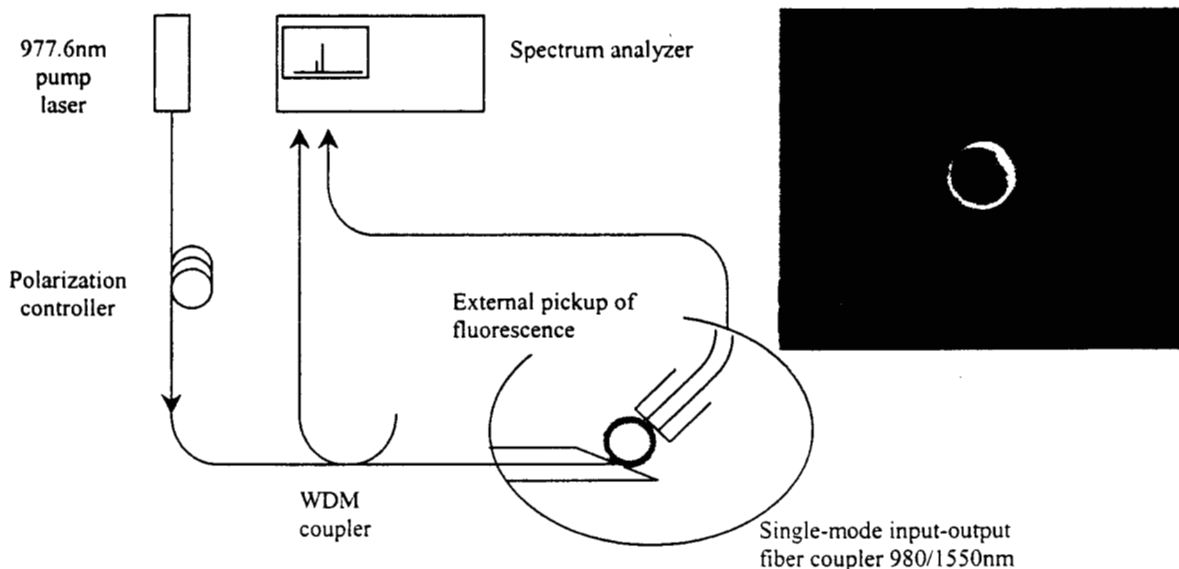 977.6nm
pump
laser
Spectrum analyzer
Polarization
controller
External pickup of
fluorescence
WDM
coupler
Single-mode input-output
fiber coupler 980/1550nm